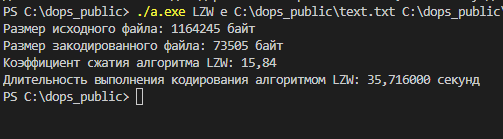 PS C:\dops_public> ./a.exe LZW e C:\dops_public\text.txt C:\dops_public\
Размер исходного файла: 1164245 байт
Размер закодированного файла: 73505 байт
Коэффициент сжатия алгоритма LZW: 15,84
Длительность выполнения кодирования алгоритмом LZW: 35,716000 секунд
PS C:\dops_public>